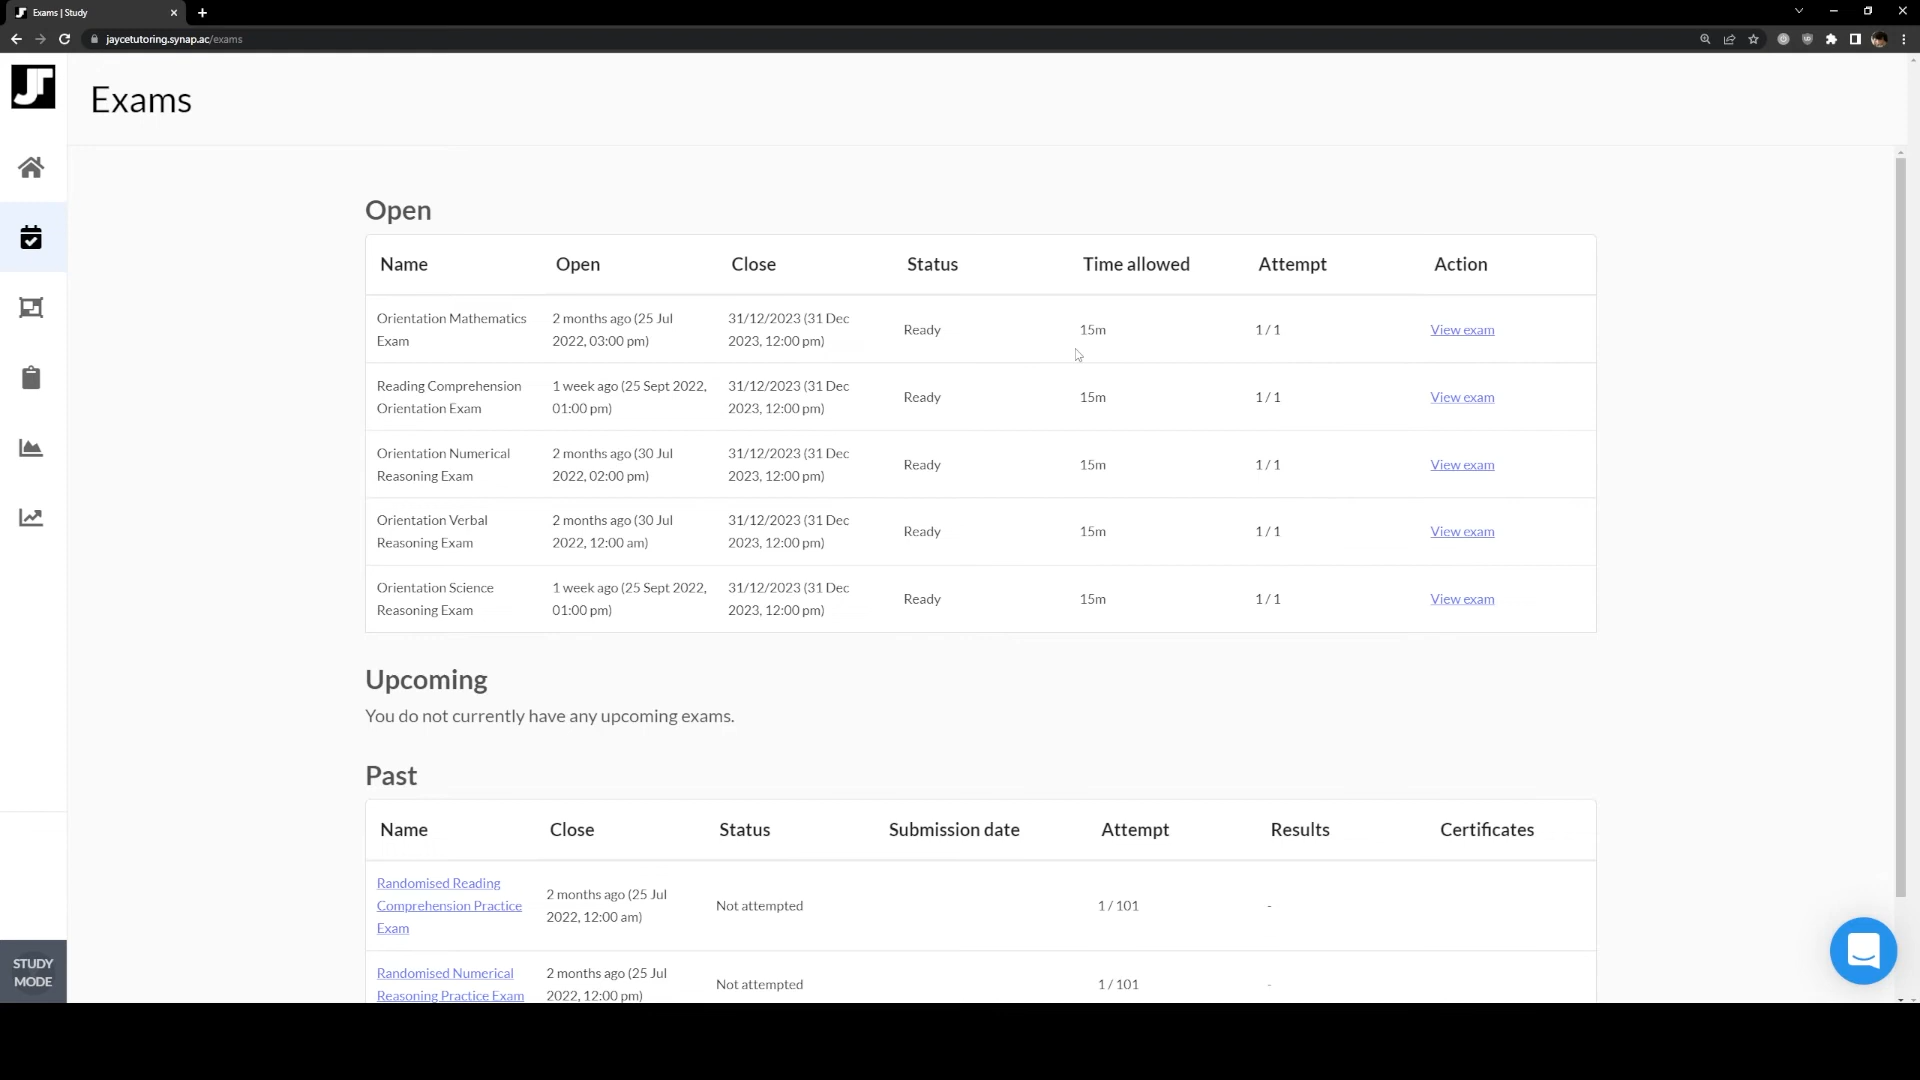 Exams | Study
jaycetutoring.synap.ac/exams
Exams
Open
Name Open Close Status Time allowed Attempt Action
Orientation Mathematics Exam 2 months ago (25 Jul 2022, 03:00 pm) 31/12/2023 (31 Dec 2023, 12:00 pm) Ready 15m 1 / 1 View exam
Reading Comprehension Orientation Exam 1 week ago (25 Sept 2022, 01:00 pm) 31/12/2023 (31 Dec 2023, 12:00 pm) Ready 15m 1 / 1 View exam
Orientation Numerical Reasoning Exam 2 months ago (30 Jul 2022, 02:00 pm) 31/12/2023 (31 Dec 2023, 12:00 pm) Ready 15m 1 / 1 View exam
Orientation Verbal Reasoning Exam 2 months ago (30 Jul 2022, 12:00 am) 31/12/2023 (31 Dec 2023, 12:00 pm) Ready 15m 1 / 1 View exam
Orientation Science Reasoning Exam 1 week ago (25 Sept 2022, 01:00 pm) 31/12/2023 (31 Dec 2023, 12:00 pm) Ready 15m 1 / 1 View exam
Upcoming
You do not currently have any upcoming exams.
Past
Name Close Status Submission date Attempt Results Certificates
Randomised Reading Comprehension Practice Exam 2 months ago (25 Jul 2022, 12:00 am) Not attempted 1 / 101 -
Randomised Numerical Reasoning Practice Exam 2 months ago (25 Jul 2022, 12:00 pm) Not attempted 1 / 101 -
STUDY
MODE